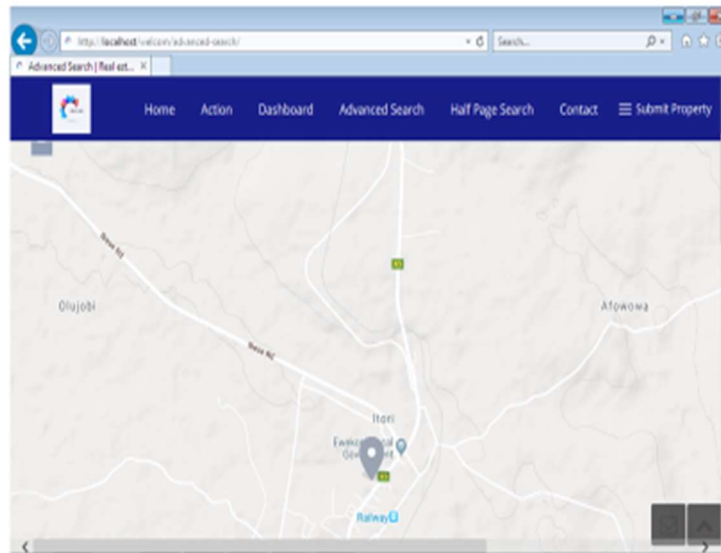 http://localhost/welcom/advanced-search/
Search...
Advanced Search | Real est... X
Home Action Dashboard Advanced Search Half Page Search Contact Submit Property
Olujobi
Afowowa
Itori
Railway